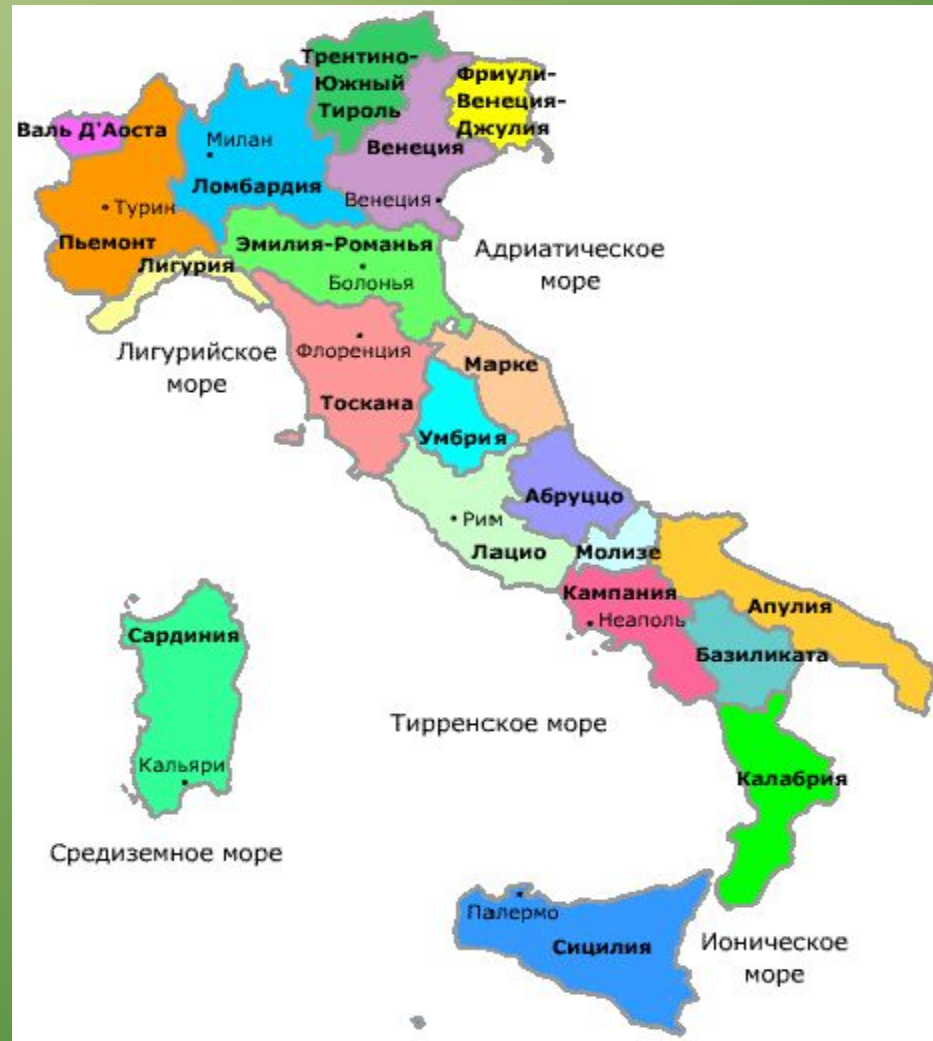 Трентино-
Южный
Тироль
Фриули-
Венеция-
Джулия
Валь Д'Аоста
Милан
Венеция
Ломбардия
Венеция
Турин
Пьемонт
Эмилия-Романья
Адриатическое
море
Лигурия
Болонья
Лигурийское
море
Флоренция
Марке
Тоскана
Умбрия
Абруццо
Рим
Лацио
Молизе
Кампания
Неаполь
Апулия
Сардиния
Базиликата
Тирренское море
Кальяри
Калабрия
Средиземное море
Палермо
Сицилия
Ионическое
море